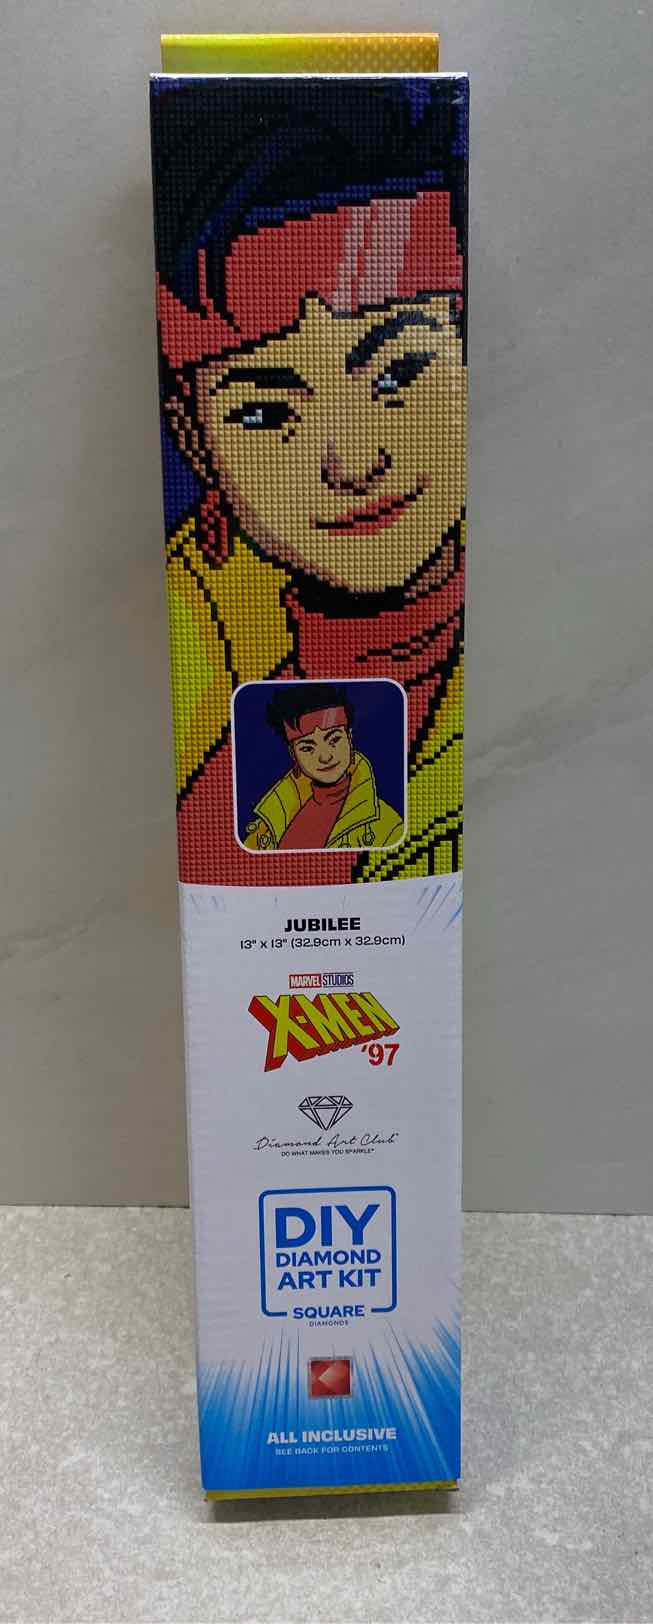 JUBILEE
13" x 13" (32.9cm x 32.9cm)
MARVEL STUDIOS
X-MEN
'97
Diamond Art Club
DO WHAT MAKES YOU SPARKLE™
DIY
DIAMOND
ART KIT
SQUARE
DIAMONDS
ALL INCLUSIVE
SEE BACK FOR CONTENTS